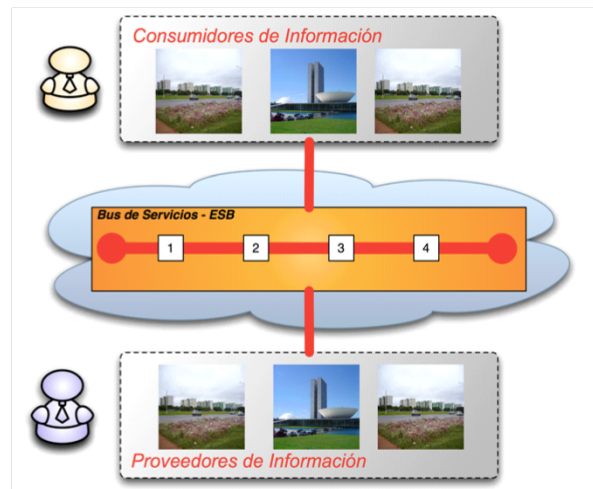 Consumidores de Información
Bus de Servicios - ESB
1 2 3 4
Proveedores de Información